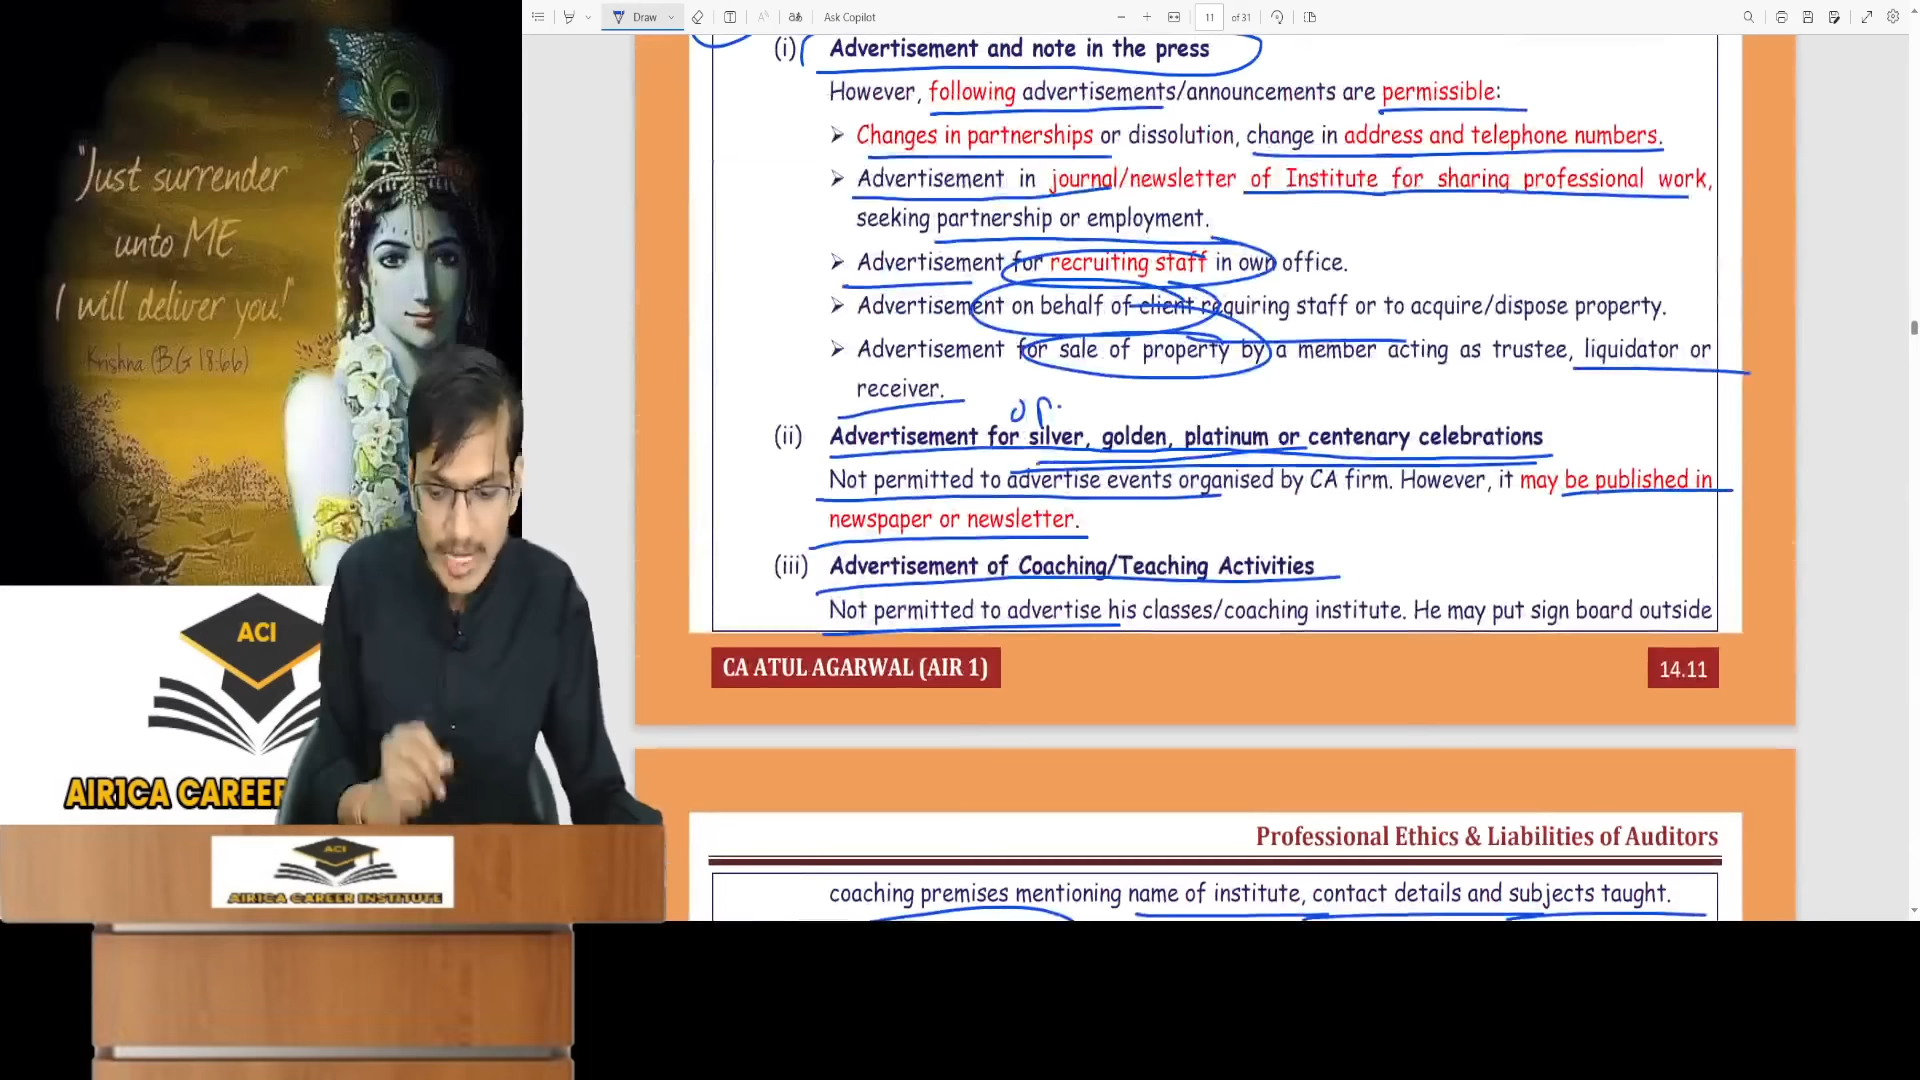 "Just surrender
unto ME
I will deliver you!"
Krishna (B.G 18:66)
ACI
AIR1CA CAREER
ACI
AIR1CA CAREER INSTITUTE
Draw
Ask Copilot
11 of 31
(i) Advertisement and note in the press
However, following advertisements/announcements are permissible:
➢ Changes in partnerships or dissolution, change in address and telephone numbers.
➢ Advertisement in journal/newsletter of Institute for sharing professional work,
seeking partnership or employment.
➢ Advertisement for recruiting staff in own office.
➢ Advertisement on behalf of client requiring staff or to acquire/dispose property.
➢ Advertisement for sale of property by a member acting as trustee, liquidator or
receiver.
(ii) Advertisement for silver, golden, platinum or centenary celebrations
Not permitted to advertise events organised by CA firm. However, it may be published in
newspaper or newsletter.
(iii) Advertisement of Coaching/Teaching Activities
Not permitted to advertise his classes/coaching institute. He may put sign board outside
CA ATUL AGARWAL (AIR 1)
14.11
Professional Ethics & Liabilities of Auditors
coaching premises mentioning name of institute, contact details and subjects taught.